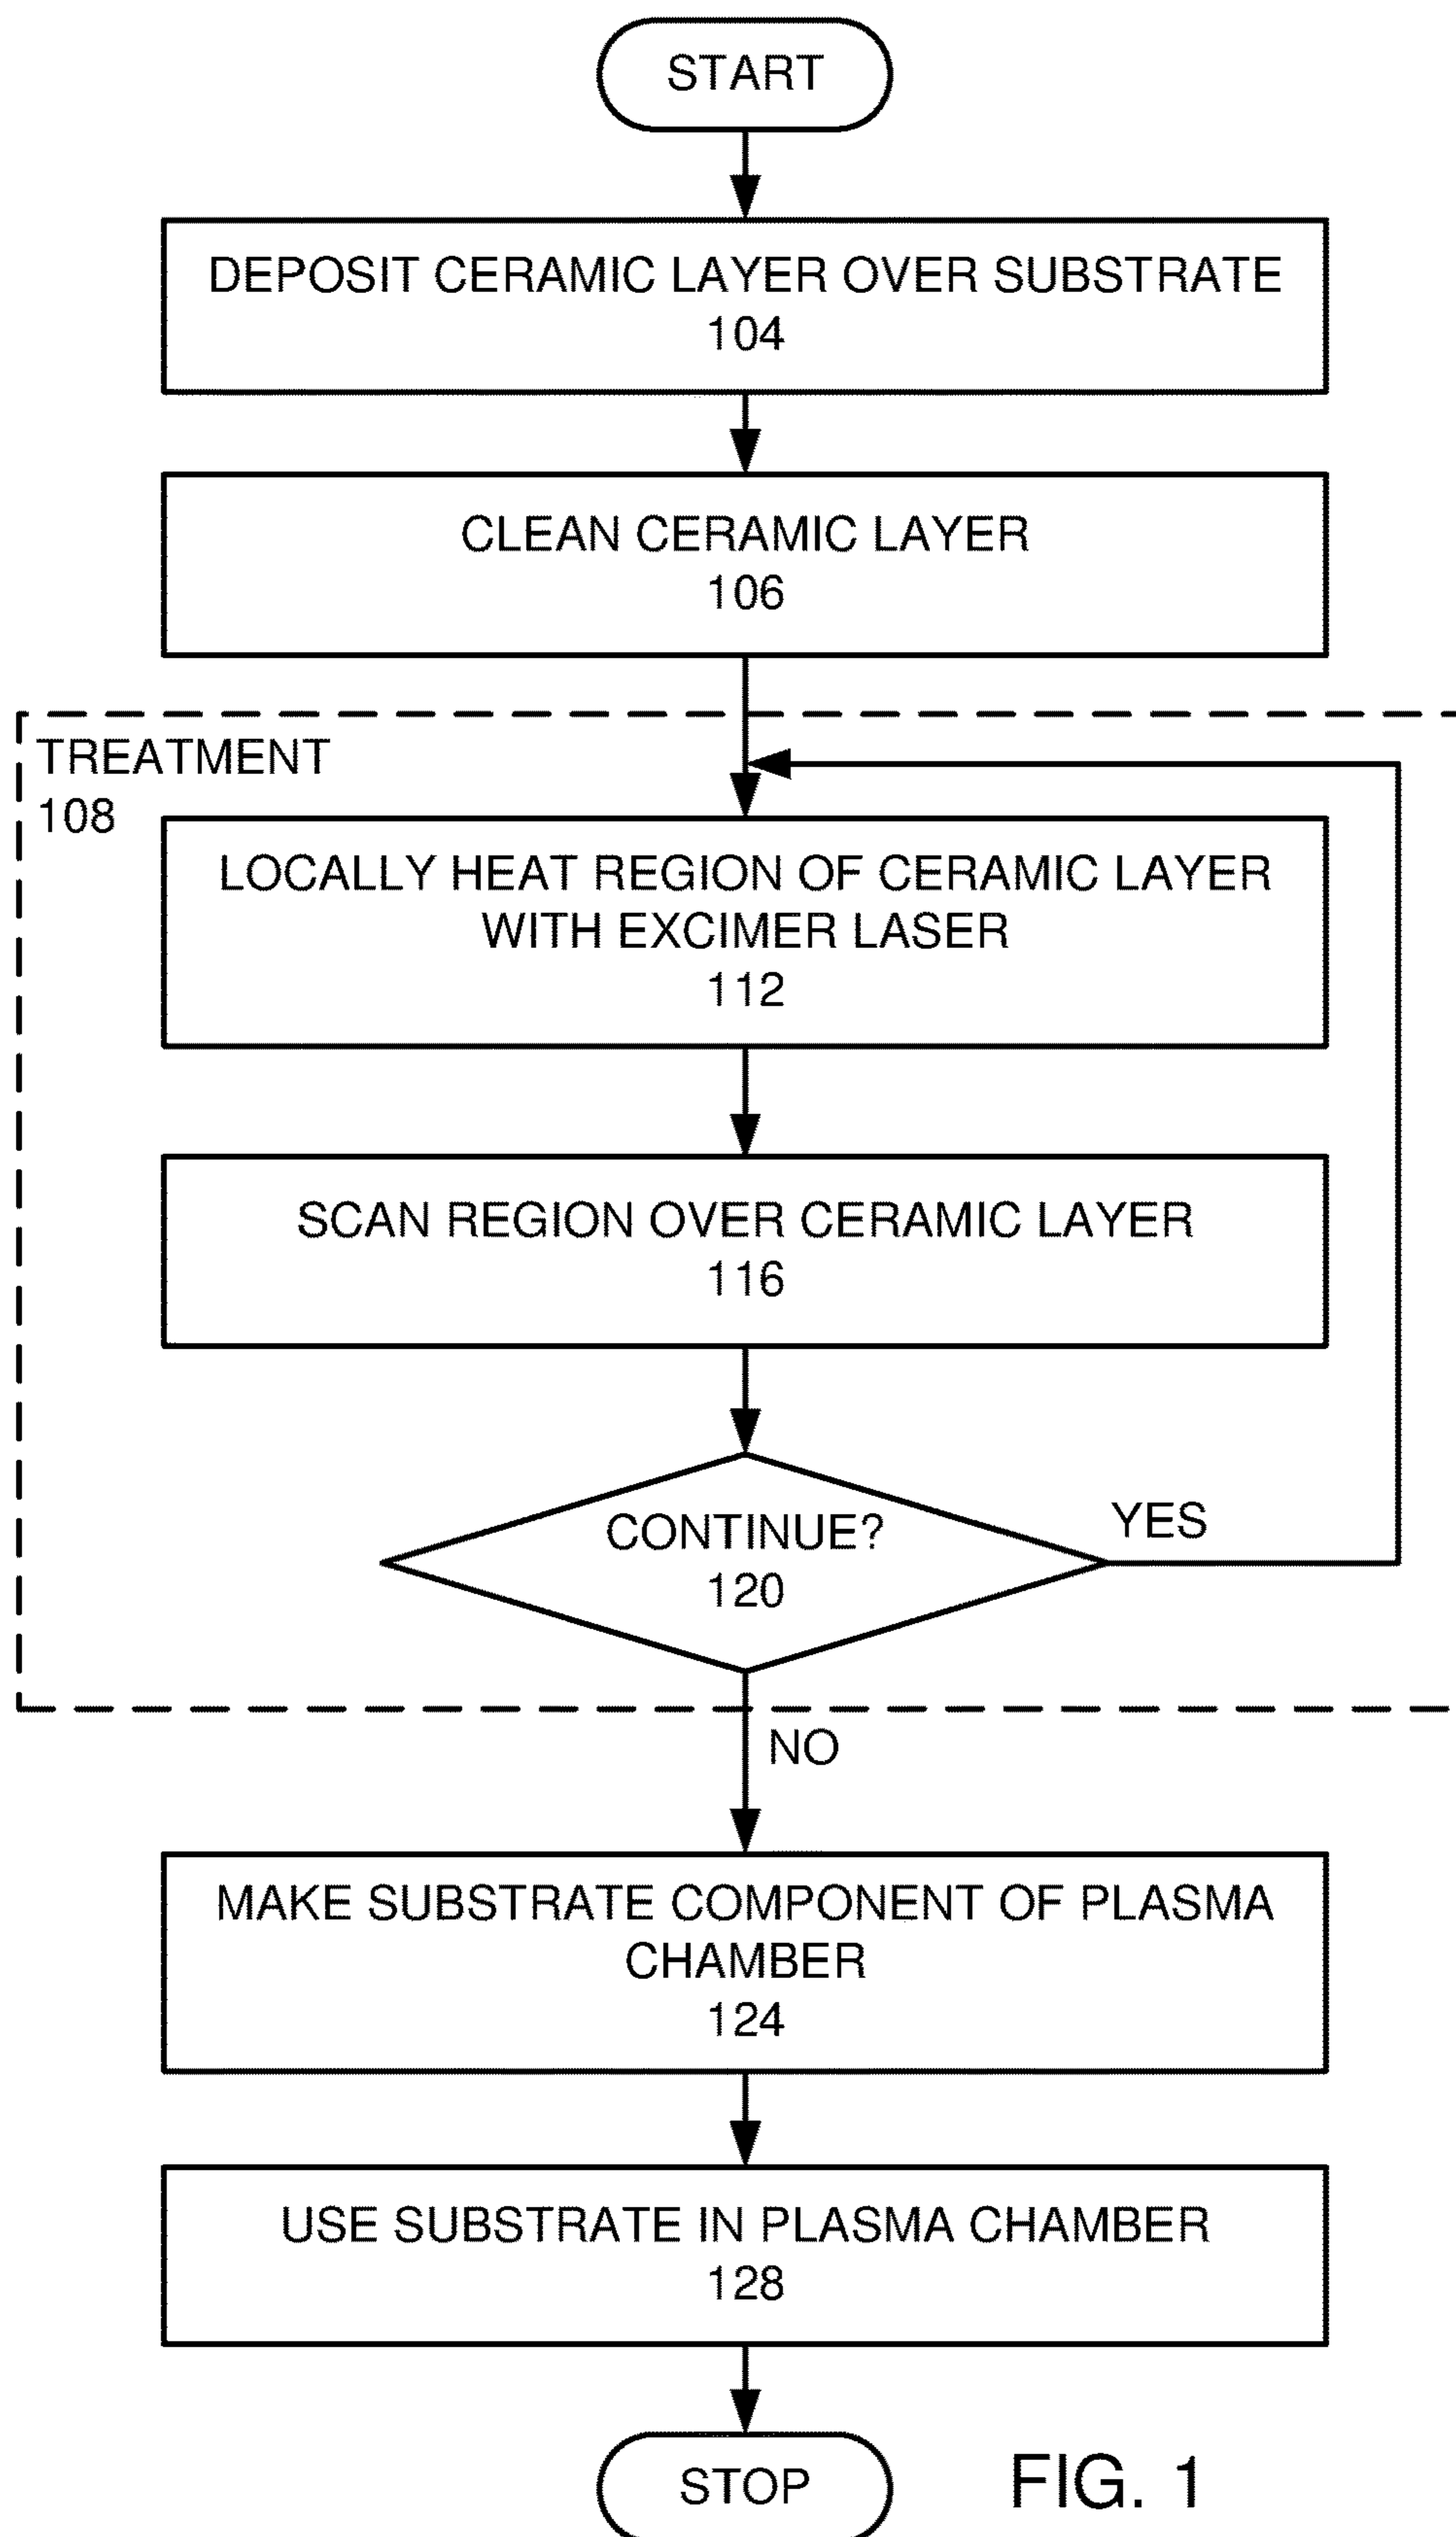 START
DEPOSIT CERAMIC LAYER OVER SUBSTRATE
104
CLEAN CERAMIC LAYER
106
TREATMENT
108
LOCALLY HEAT REGION OF CERAMIC LAYER
WITH EXCIMER LASER
112
SCAN REGION OVER CERAMIC LAYER
116
CONTINUE?
120
YES
NO
MAKE SUBSTRATE COMPONENT OF PLASMA
CHAMBER
124
USE SUBSTRATE IN PLASMA CHAMBER
128
STOP
FIG. 1